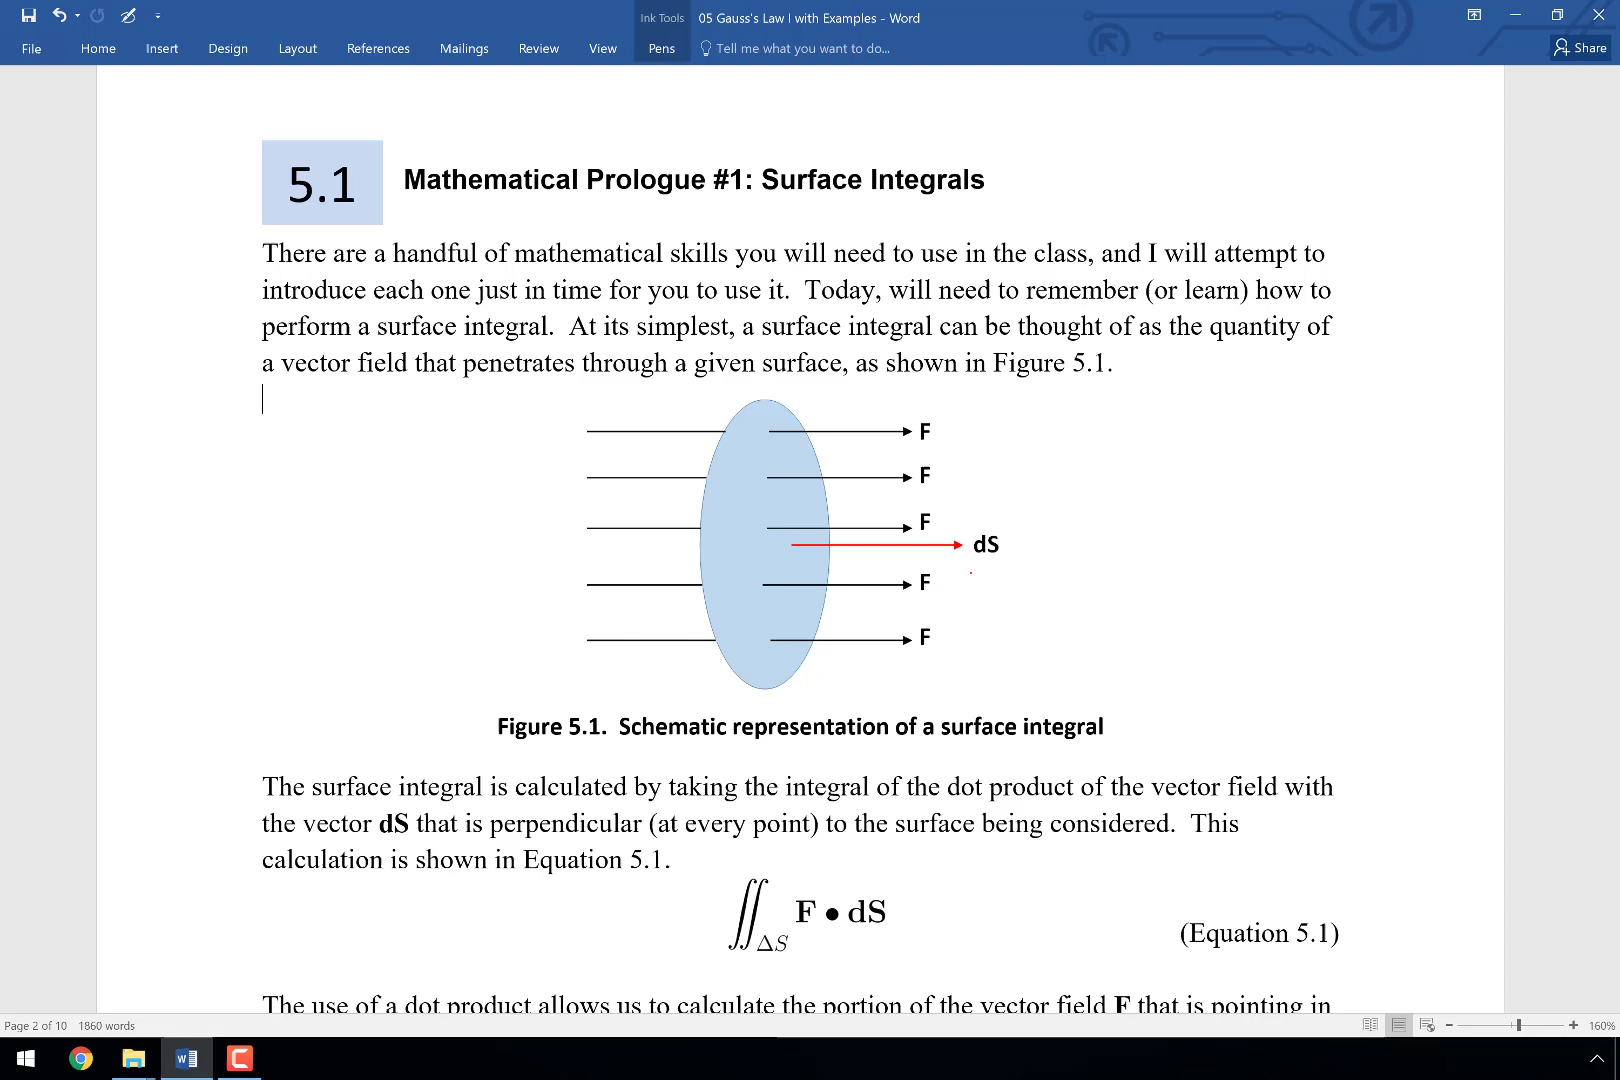 Ink Tools 05 Gauss's Law I with Examples - Word
File Home Insert Design Layout References Mailings Review View Pens Tell me what you want to do... Share
5.1 Mathematical Prologue #1: Surface Integrals
There are a handful of mathematical skills you will need to use in the class, and I will attempt to
introduce each one just in time for you to use it. Today, will need to remember (or learn) how to
perform a surface integral. At its simplest, a surface integral can be thought of as the quantity of
a vector field that penetrates through a given surface, as shown in Figure 5.1.
F
F
F
dS
F
F
Figure 5.1. Schematic representation of a surface integral
The surface integral is calculated by taking the integral of the dot product of the vector field with
the vector dS that is perpendicular (at every point) to the surface being considered. This
calculation is shown in Equation 5.1.
∬ΔS F • dS
(Equation 5.1)
The use of a dot product allows us to calculate the portion of the vector field F that is pointing in
Page 2 of 10 1860 words 160%